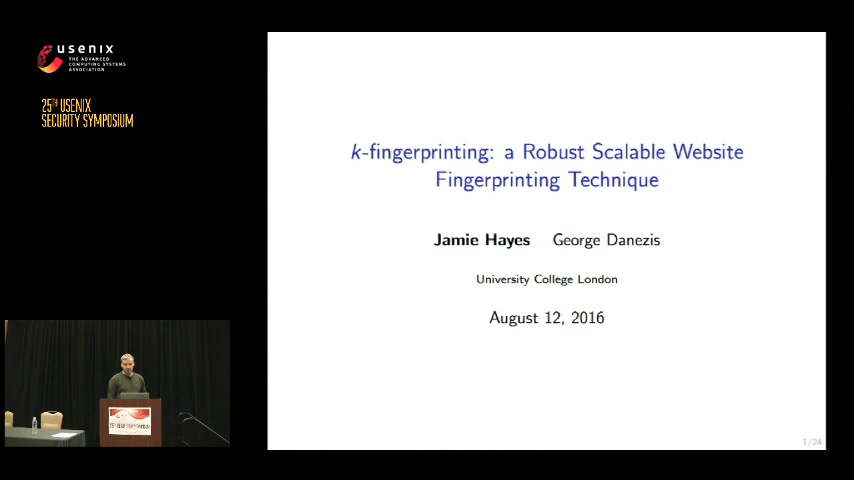 usenix
THE ADVANCED
COMPUTING SYSTEMS
ASSOCIATION
25TH USENIX
SECURITY SYMPOSIUM
k-fingerprinting: a Robust Scalable Website
Fingerprinting Technique
Jamie Hayes George Danezis
University College London
August 12, 2016
1/24